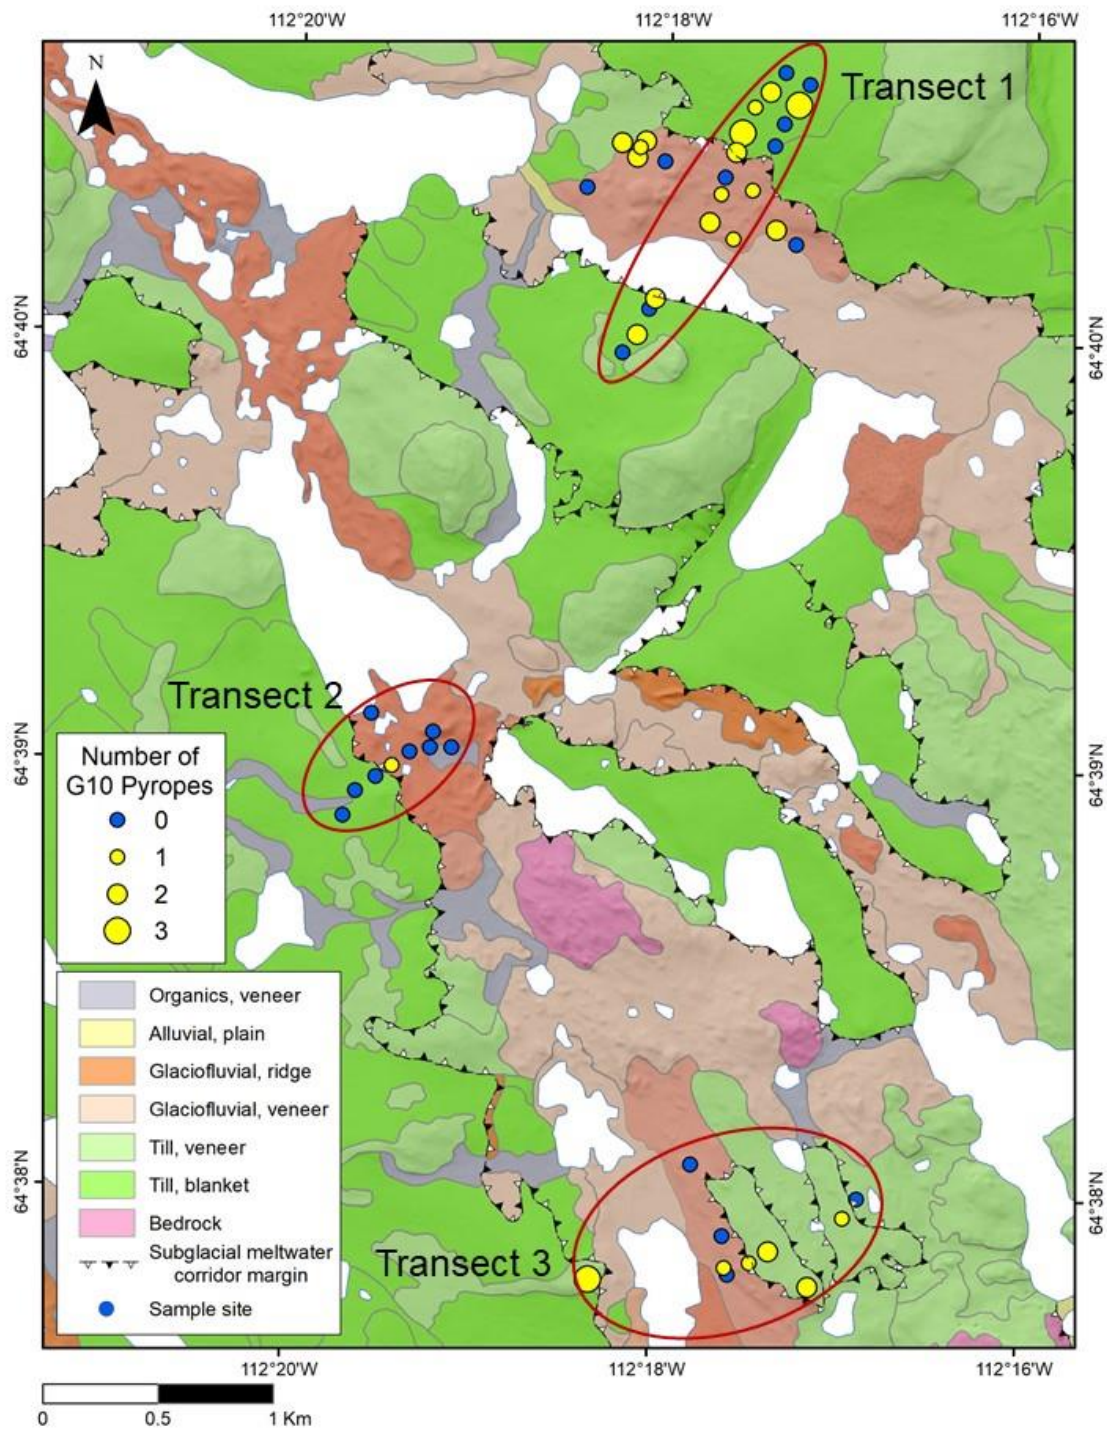 112°20'W
112°18'W
112°16'W
N
Transect 1
64°40'N
64°40'N
Transect 2
64°39'N
64°39'N
Number of
G10 Pyropes
0
1
2
3
Organics, veneer
Alluvial, plain
Glaciofluvial, ridge
Glaciofluvial, veneer
Till, veneer
Till, blanket
Bedrock
Subglacial meltwater
corridor margin
Sample site
64°38'N
64°38'N
Transect 3
112°20'W
112°18'W
112°16'W
0 0.5 1 Km